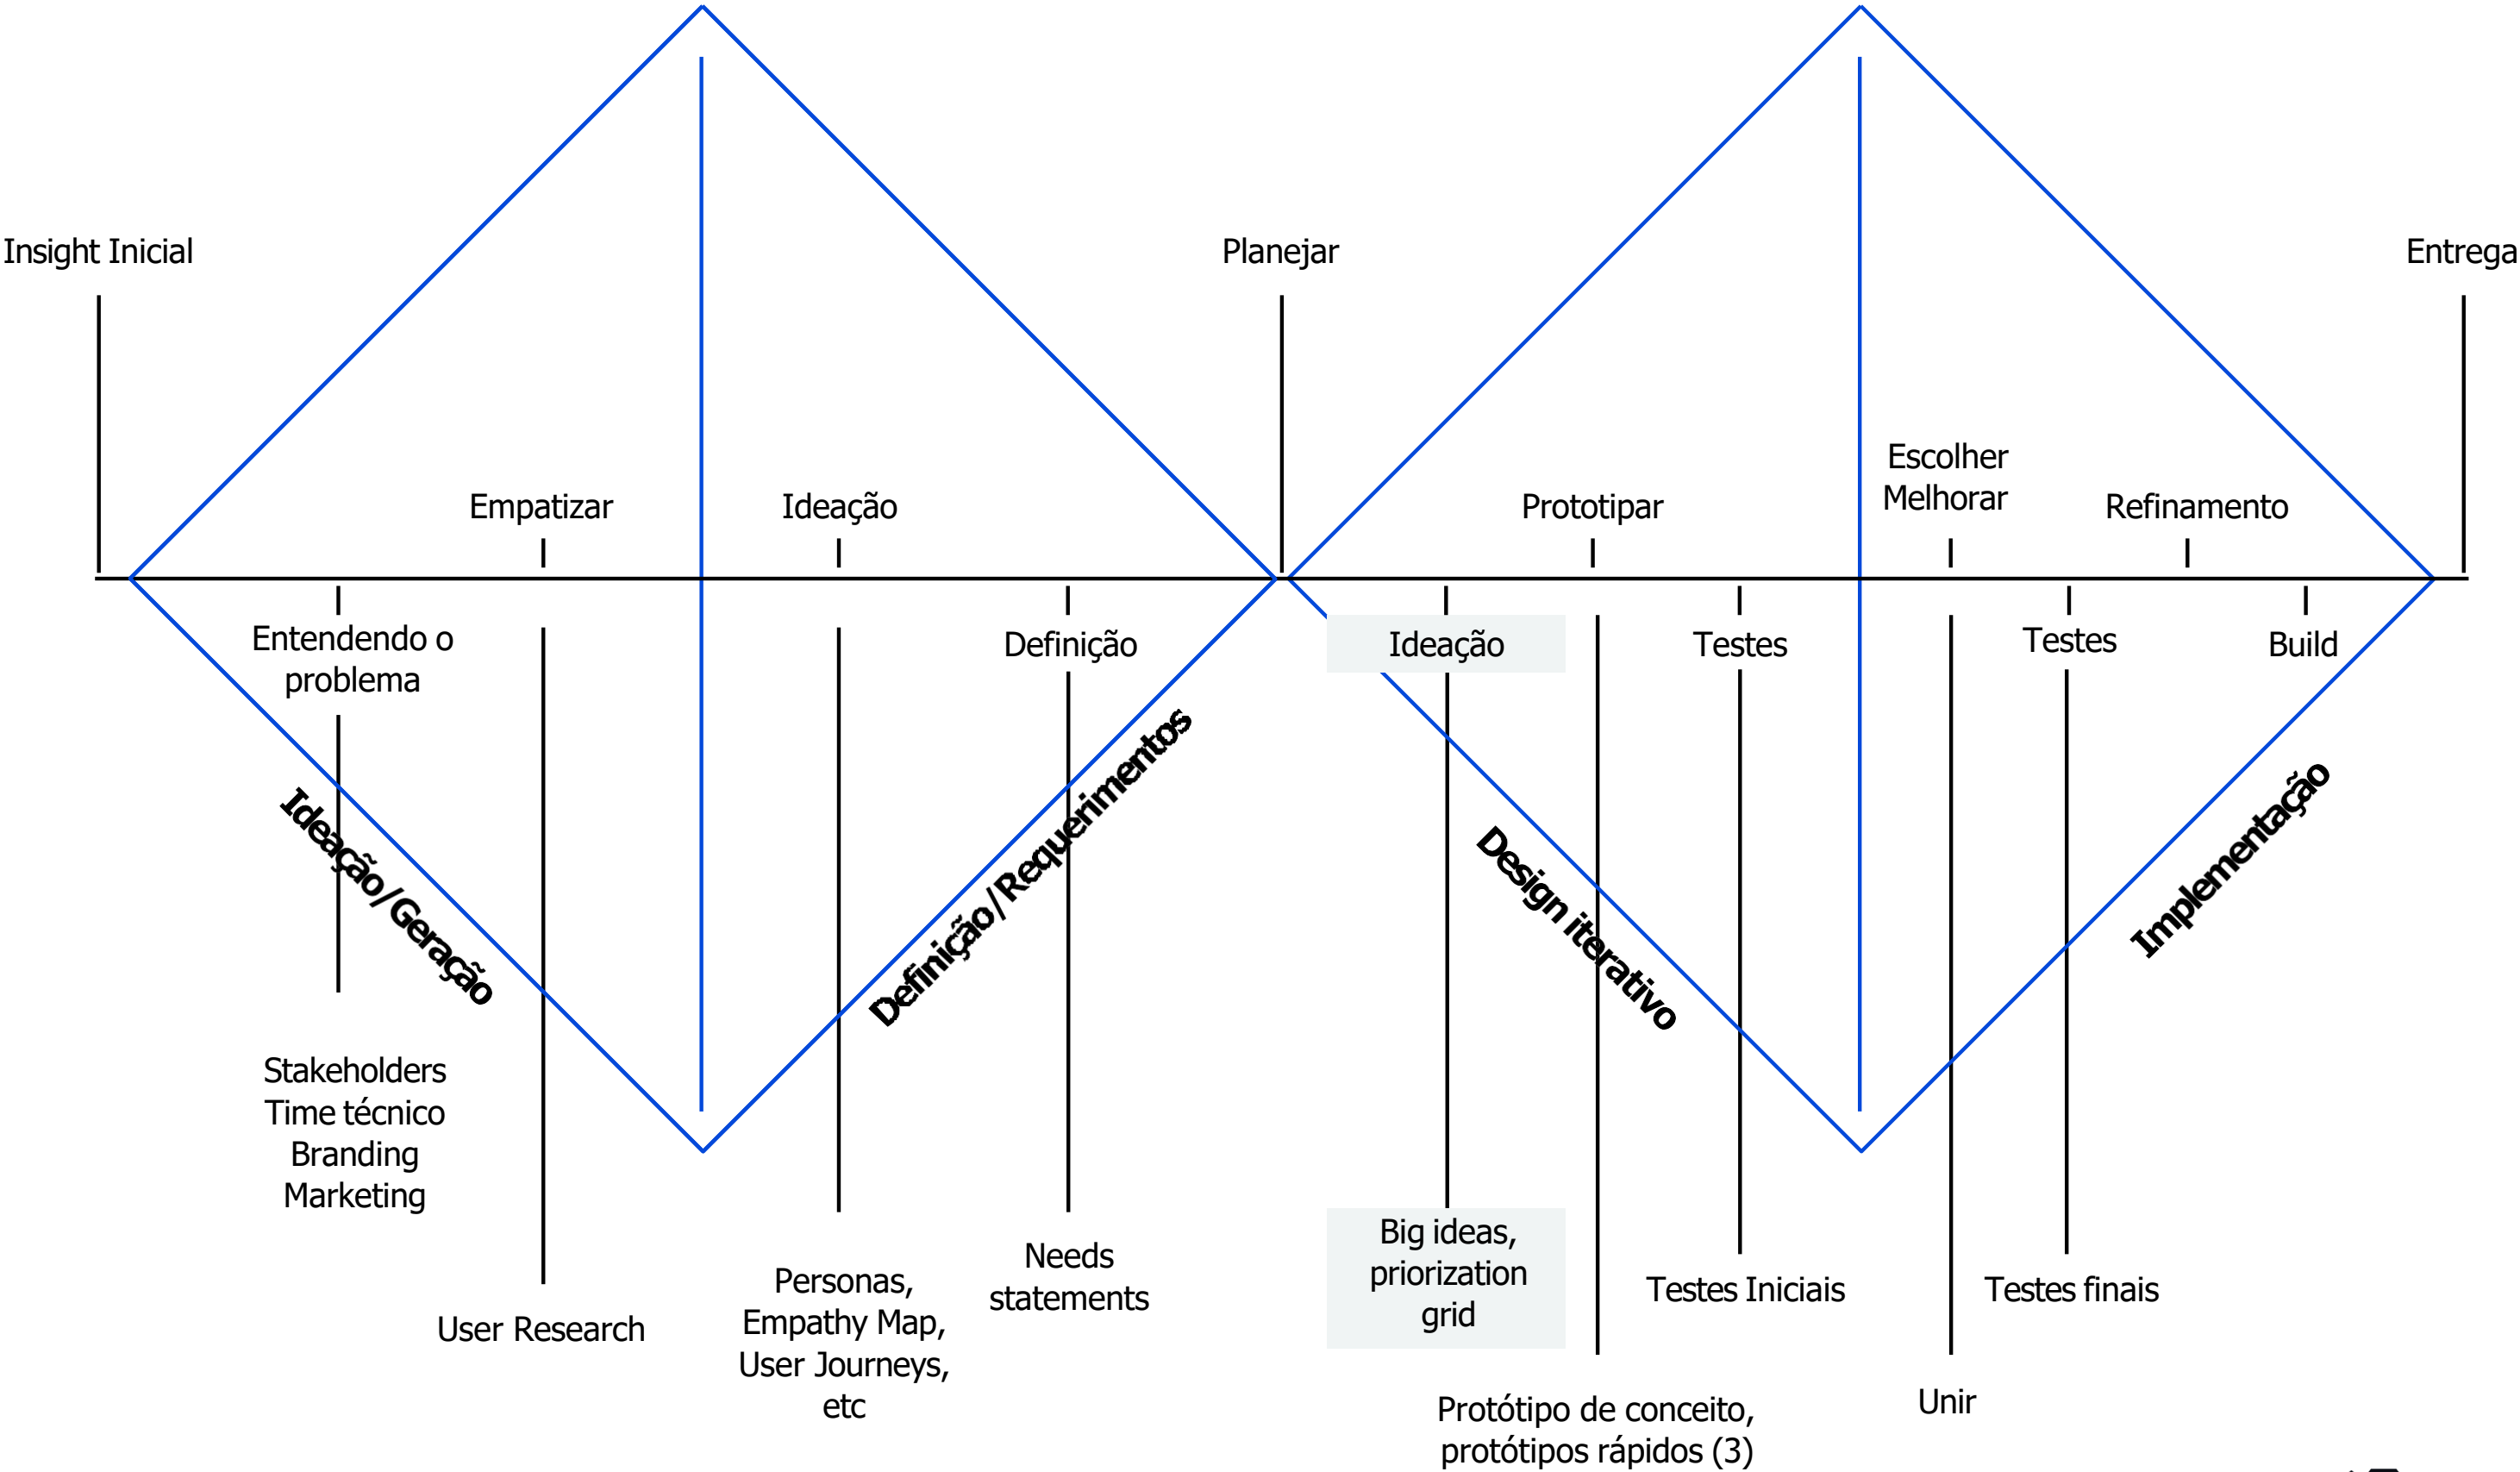 Insight Inicial
Planejar
Entrega
Empatizar
Ideação
Prototipar
Escolher
Melhorar
Refinamento
Entendendo o
problema
Definição
Ideação
Testes
Testes
Build
Ideação/Geração
Definição/Requerimentos
Design iterativo
Implementação
Stakeholders
Time técnico
Branding
Marketing
User Research
Personas,
Empathy Map,
User Journeys,
etc
Needs
statements
Big ideas,
priorization
grid
Protótipo de conceito,
protótipos rápidos (3)
Testes Iniciais
Unir
Testes finais